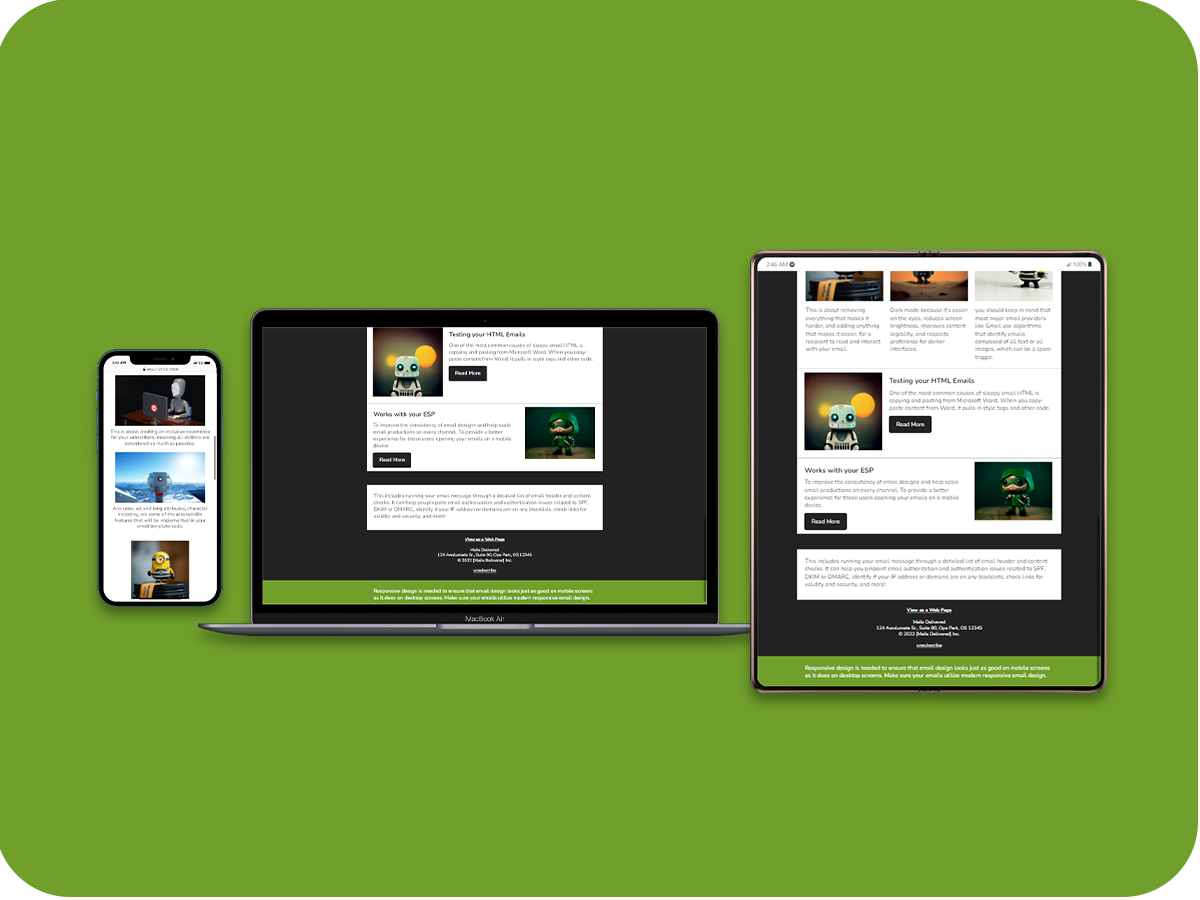 2:42 AM
This is about creating an inclusive experience
for your subscribers, meaning all abilities are
considered as much as possible.
Aria roles, alt and lang attributes, character
encoding, are some of the accessibility
features that will be implemented in your
email template code.
Testing your HTML Emails
One of the most common causes of sloppy email HTML is
copying and pasting from Microsoft Word. When you copy-
paste content from Word, it pulls in style tags and other code.
Read More
Works with your ESP
To improve the consistency of email designs and help scale
email productions on every channel. To provide a better
experience for those users opening your emails on a mobile
device.
Read More
This includes running your email message through a detailed list of email header and content
checks. It can help you pinpoint email authorization and authentication issues related to SPF,
DKIM or DMARC, identify if your IP address or domains are on any blacklists, check links for
validity and security, and more!
View as a Web Page
Mails Delivered
124 Awolumate Sr., Suite 90, Opa Park, OS 12345
© 2022 [Mails Delivered] Inc.
unsubscribe
Responsive design is needed to ensure that email design looks just as good on mobile screens
as it does on desktop screens. Make sure your emails utilize modern responsive email design.
MacBook Air
2:46 AM
100%
This is about removing
everything that makes it
harder, and adding anything
that makes it easier, for a
recipient to read and interact
with your email.
Dark mode because it's easier
on the eyes, reduces screen
brightness, improves content
legibility, and respects
preference for darker
interfaces.
you should keep in mind that
most major email providers
like Gmail use algorithms
that identify emails
composed of all text or all
images, which can be a spam
trigger.
Testing your HTML Emails
One of the most common causes of sloppy email HTML is
copying and pasting from Microsoft Word. When you copy-
paste content from Word, it pulls in style tags and other code.
Read More
Works with your ESP
To improve the consistency of email designs and help scale
email productions on every channel. To provide a better
experience for those users opening your emails on a mobile
device.
Read More
This includes running your email message through a detailed list of email header and content
checks. It can help you pinpoint email authorization and authentication issues related to SPF,
DKIM or DMARC, identify if your IP address or domains are on any blacklists, check links for
validity and security, and more!
View as a Web Page
Mails Delivered
124 Awolumate Sr., Suite 90, Opa Park, OS 12345
© 2022 [Mails Delivered] Inc.
unsubscribe
Responsive design is needed to ensure that email design looks just as good on mobile screens
as it does on desktop screens. Make sure your emails utilize modern responsive email design.